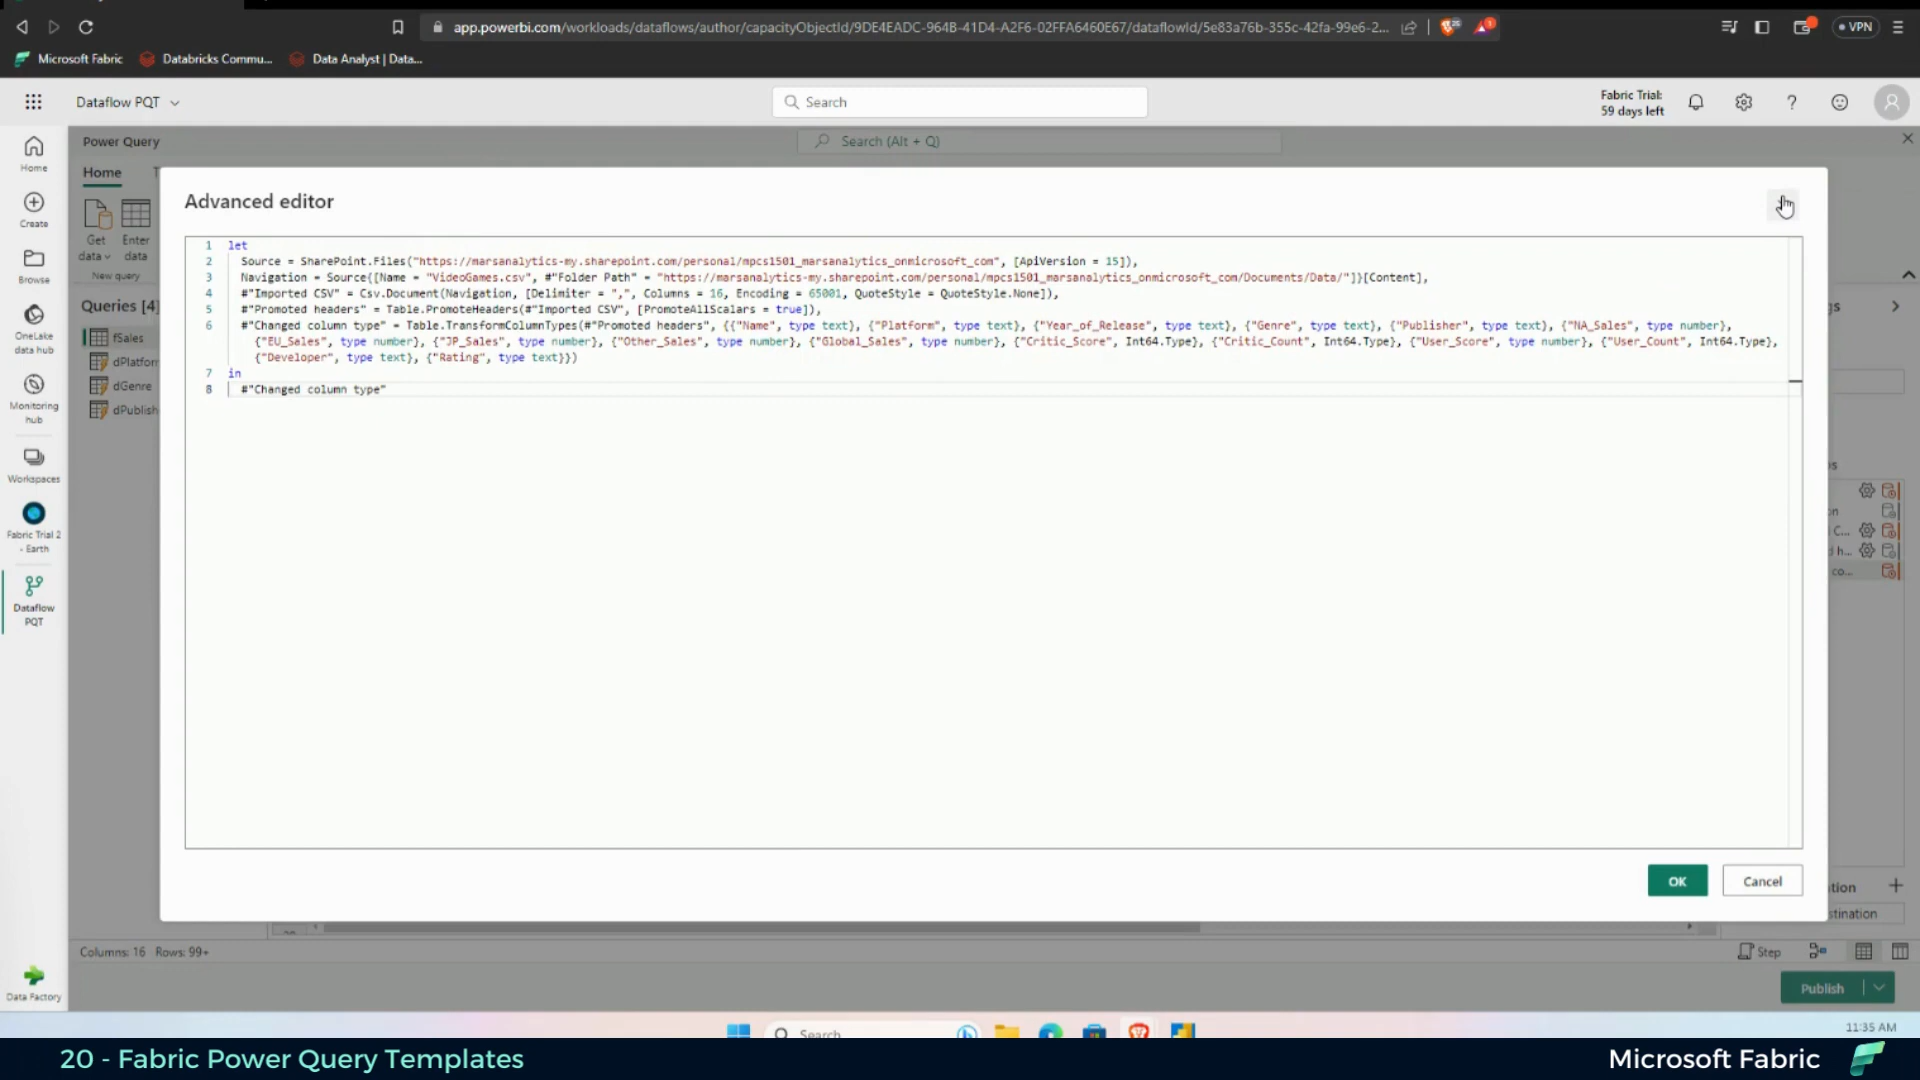 app.powerbi.com/workloads/dataflows/author/capacityObjectId/9DE4EADC-964B-41D4-A2F6-02FFA6460E67/dataflowId/5e83a76b-355c-42fa-99e6-2...
VPN
Microsoft Fabric
Databricks Commu...
Data Analyst | Data...
Dataflow PQT
Search
Fabric Trial:
59 days left
Power Query
Search (Alt + Q)
Home
Home
Create
Browse
OneLake
data hub
Monitoring
hub
Workspaces
Fabric Trial 2
- Earth
Dataflow
PQT
Data Factory
Get
data
Enter
data
New query
Queries [4]
fSales
dPlatforr
dGenre
dPublish
Advanced editor
1 let
2 Source = SharePoint.Files("https://marsanalytics-my.sharepoint.com/personal/mpcs1501_marsanalytics_onmicrosoft_com", [ApiVersion = 15]),
3 Navigation = Source{[Name = "VideoGames.csv", #"Folder Path" = "https://marsanalytics-my.sharepoint.com/personal/mpcs1501_marsanalytics_onmicrosoft_com/Documents/Data/"]}[Content],
4 #"Imported CSV" = Csv.Document(Navigation, [Delimiter = ",", Columns = 16, Encoding = 65001, QuoteStyle = QuoteStyle.None]),
5 #"Promoted headers" = Table.PromoteHeaders(#"Imported CSV", [PromoteAllScalars = true]),
6 #"Changed column type" = Table.TransformColumnTypes(#"Promoted headers", {{"Name", type text}, {"Platform", type text}, {"Year_of_Release", type text}, {"Genre", type text}, {"Publisher", type text}, {"NA_Sales", type number},
{"EU_Sales", type number}, {"JP_Sales", type number}, {"Other_Sales", type number}, {"Global_Sales", type number}, {"Critic_Score", Int64.Type}, {"Critic_Count", Int64.Type}, {"User_Score", type number}, {"User_Count", Int64.Type},
{"Developer", type text}, {"Rating", type text}})
7 in
8 #"Changed column type"
OK
Cancel
gs
s
on
C...
h...
co...
tion
stination
Columns: 16 Rows: 99+
Step
Publish
Search
11:35 AM
20 - Fabric Power Query Templates
Microsoft Fabric